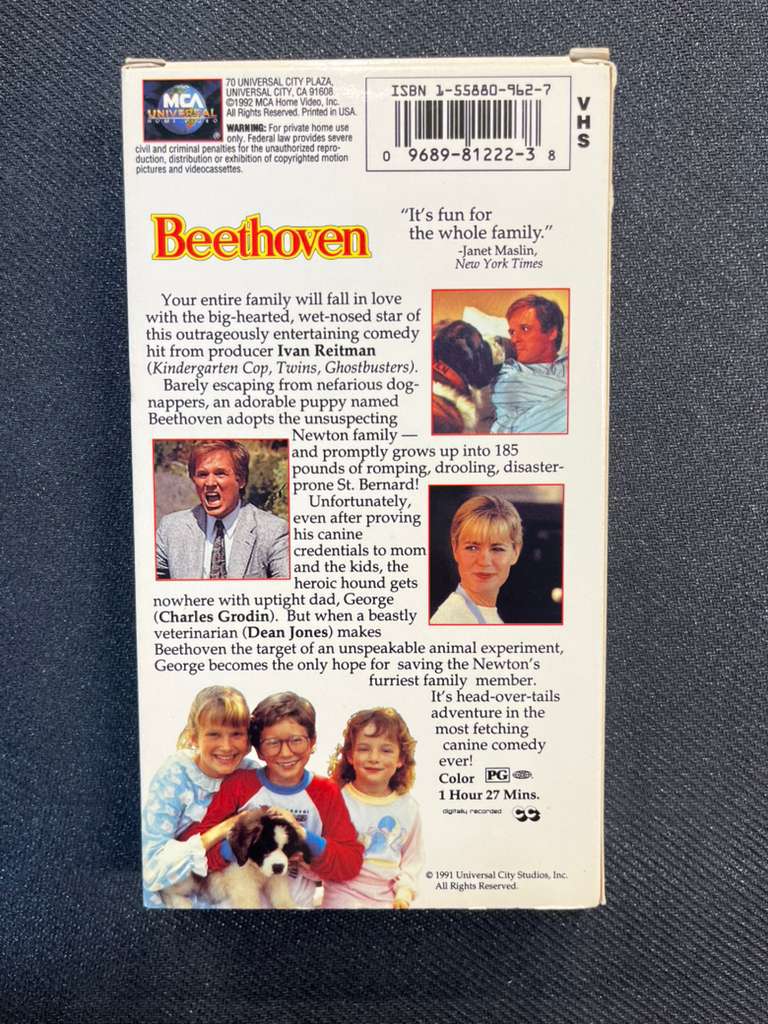 MCA
UNIVERSAL
HOME VIDEO
®
70 UNIVERSAL CITY PLAZA,
UNIVERSAL CITY, CA 91608
©1992 MCA Home Video, Inc.
All Rights Reserved. Printed in USA.
WARNING: For private home use
only. Federal law provides severe
civil and criminal penalties for the unauthorized repro-
duction, distribution or exhibition of copyrighted motion
pictures and videocassettes.
ISBN 1-55880-962-7
0 9689-81222-3 8
VHS
Beethoven
“It's fun for
the whole family.”
-Janet Maslin,
New York Times
Your entire family will fall in love
with the big-hearted, wet-nosed star of
this outrageously entertaining comedy
hit from producer Ivan Reitman
(Kindergarten Cop, Twins, Ghostbusters).
Barely escaping from nefarious dog-
nappers, an adorable puppy named
Beethoven adopts the unsuspecting
Newton family —
and promptly grows up into 185
pounds of romping, drooling, disaster-
prone St. Bernard!
Unfortunately,
even after proving
his canine
credentials to mom
and the kids, the
heroic hound gets
nowhere with uptight dad, George
(Charles Grodin). But when a beastly
veterinarian (Dean Jones) makes
Beethoven the target of an unspeakable animal experiment,
George becomes the only hope for saving the Newton's
furriest family member.
It's head-over-tails
adventure in the
most fetching
canine comedy
ever!
Color PG
1 Hour 27 Mins.
digitally recorded CC
© 1991 Universal City Studios, Inc.
All Rights Reserved.